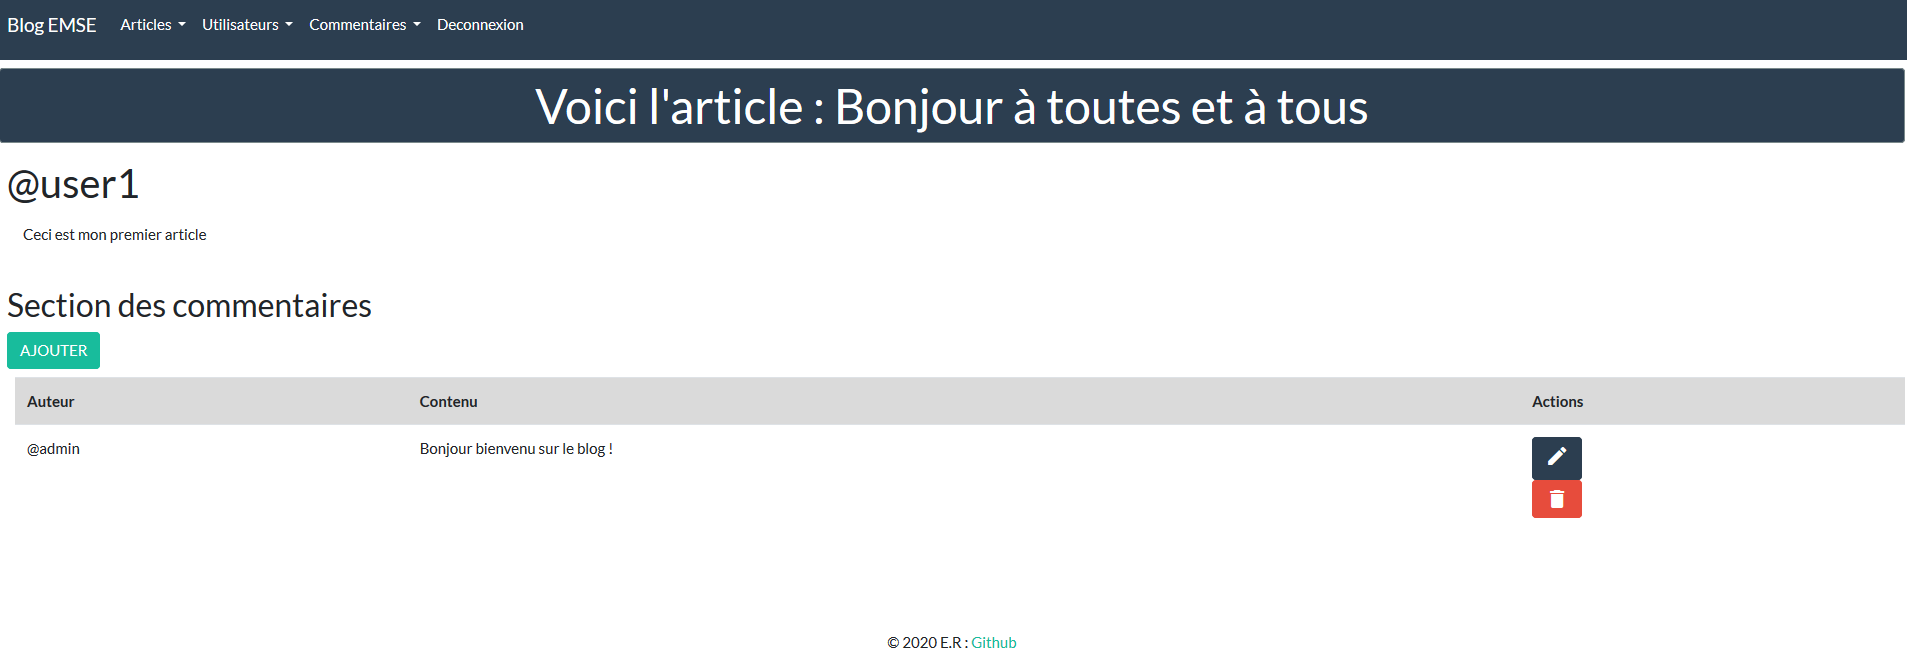 Blog EMSE Articles Utilisateurs Commentaires Deconnexion
Voici l'article : Bonjour à toutes et à tous
@user1
Ceci est mon premier article
Section des commentaires
AJOUTER
Auteur Contenu Actions
@admin Bonjour bienvenu sur le blog !
© 2020 E.R : Github